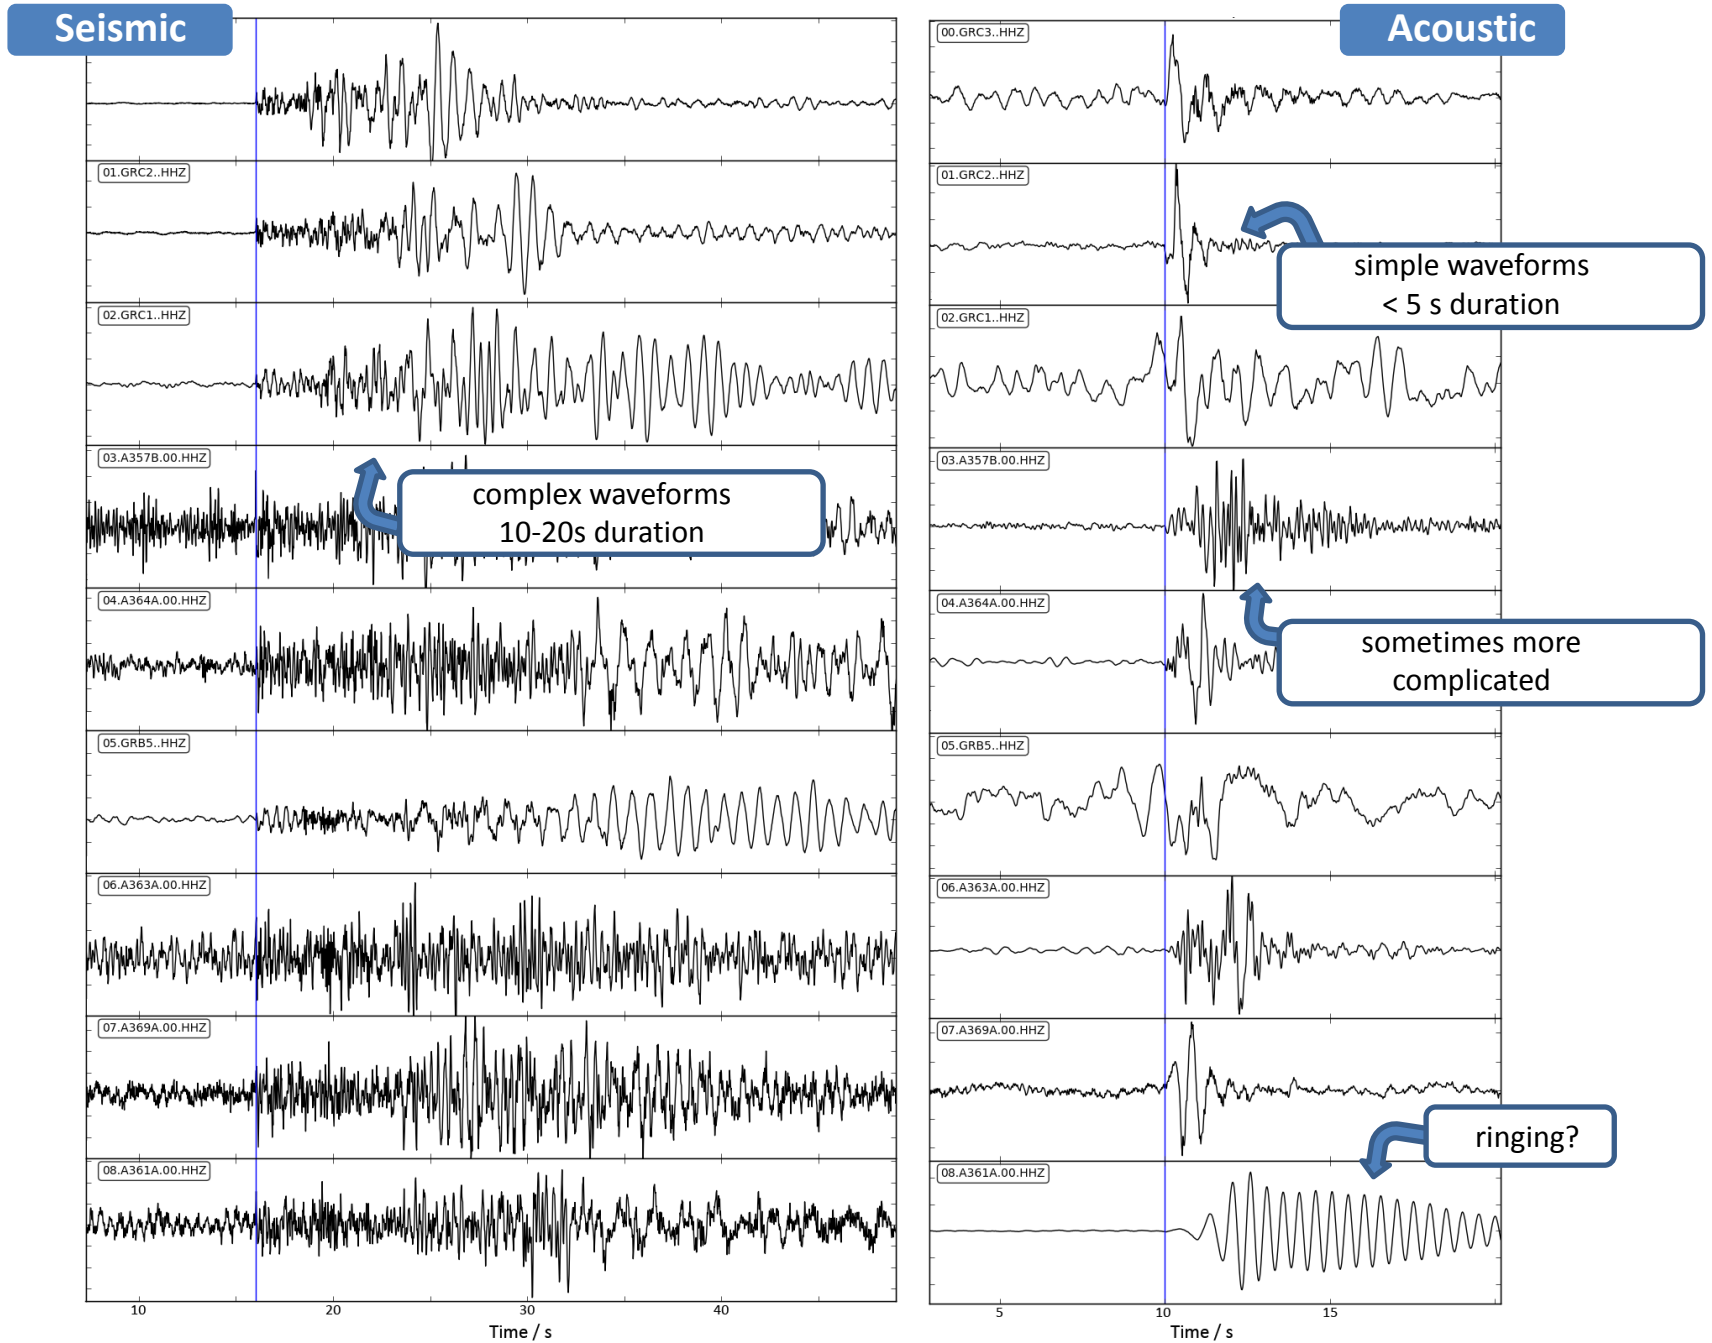 Seismic
01.GRC2..HHZ
02.GRC1..HHZ
03.A357B.00.HHZ
complex waveforms
10-20s duration
04.A364A.00.HHZ
05.GRB5..HHZ
06.A363A.00.HHZ
07.A369A.00.HHZ
08.A361A.00.HHZ
10 20 30 40
Time / s
Acoustic
00.GRC3..HHZ
01.GRC2..HHZ
simple waveforms
< 5 s duration
02.GRC1..HHZ
03.A357B.00.HHZ
04.A364A.00.HHZ
sometimes more
complicated
05.GRB5..HHZ
06.A363A.00.HHZ
07.A369A.00.HHZ
ringing?
08.A361A.00.HHZ
5 10 15
Time / s